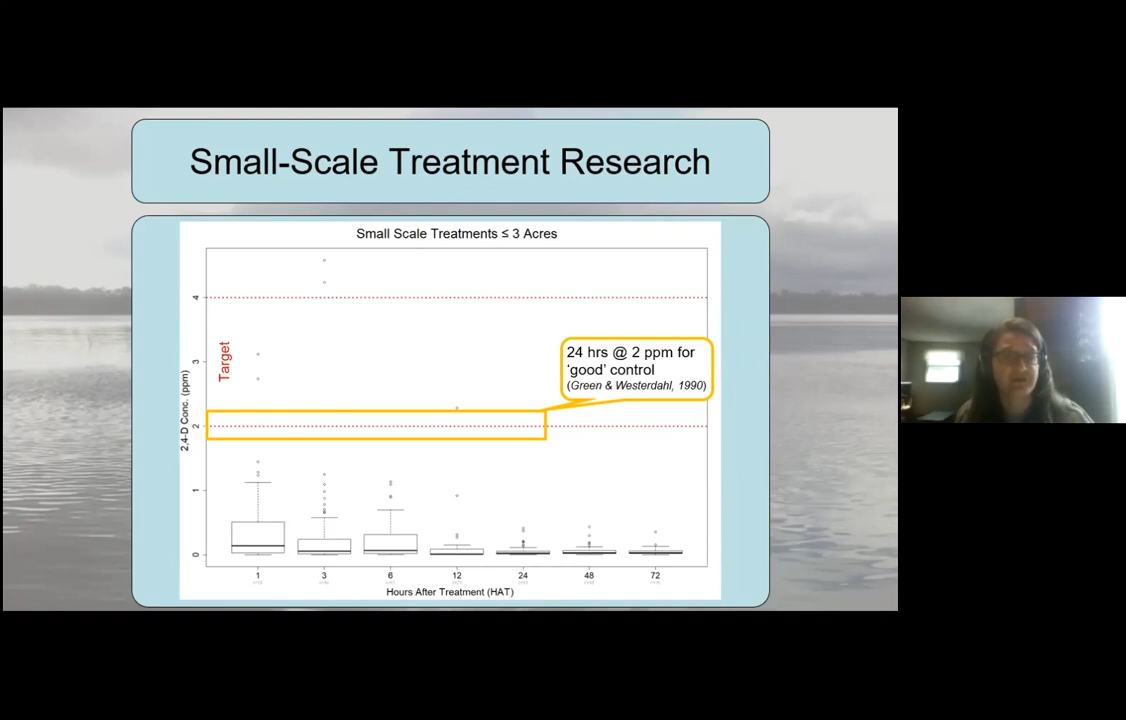 Small-Scale Treatment Research
Small Scale Treatments ≤ 3 Acres
4
3
2
1
0
2,4-D Conc. (ppm)
Target
24 hrs @ 2 ppm for
‘good’ control
(Green & Westerdahl, 1990)
1 3 6 12 24 48 72
Hours After Treatment (HAT)